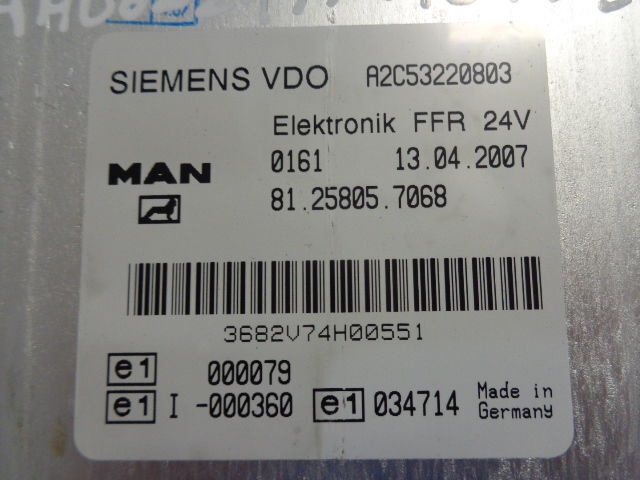 SIEMENS VDO A2C53220803
Elektronik FFR 24V
0161 13.04.2007
MAN
81.25805.7068
3682V74H00551
e1 000079
e1 I -000360 e1 034714 Made in
Germany